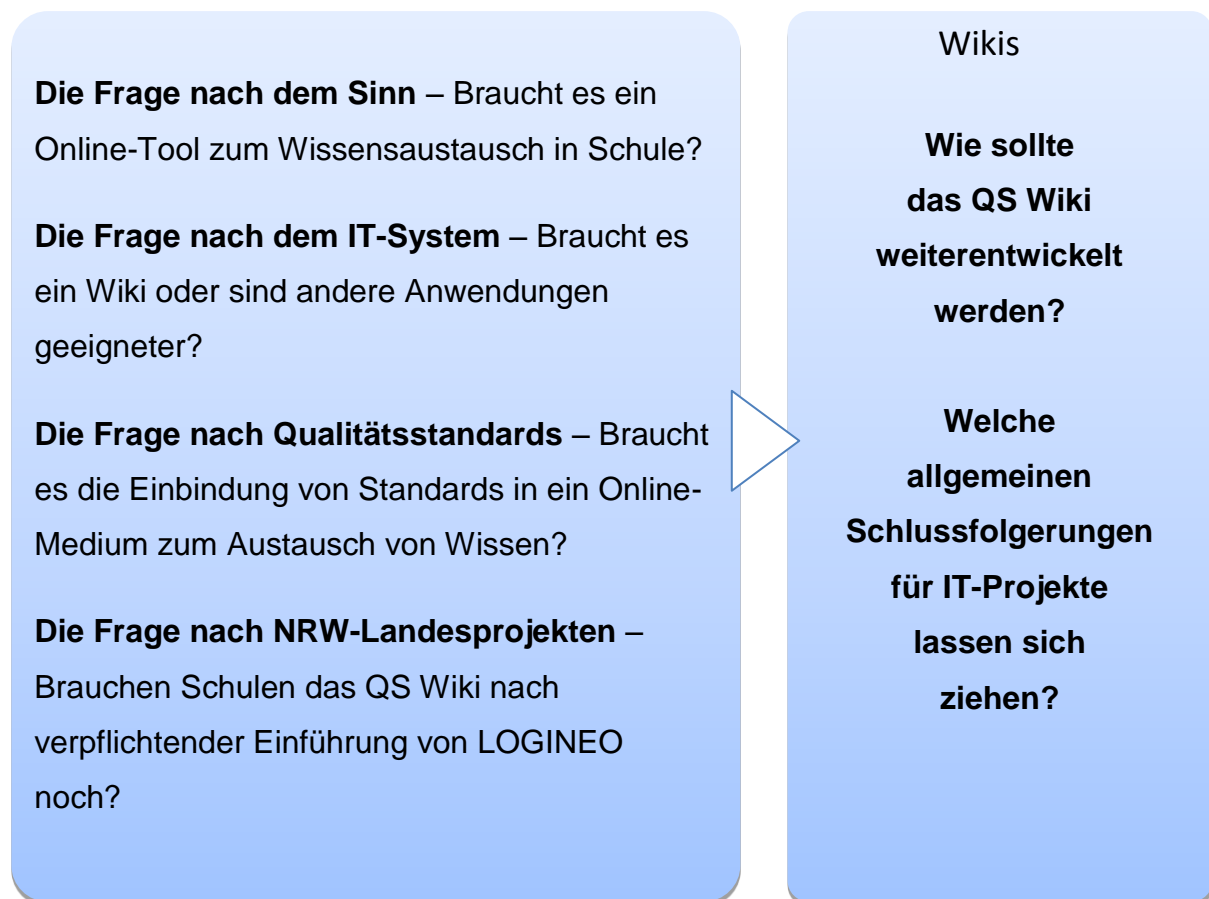 Die Frage nach dem Sinn – Braucht es ein
Online-Tool zum Wissensaustausch in Schule?
Die Frage nach dem IT-System – Braucht es
ein Wiki oder sind andere Anwendungen
geeigneter?
Die Frage nach Qualitätsstandards – Braucht
es die Einbindung von Standards in ein Online-
Medium zum Austausch von Wissen?
Die Frage nach NRW-Landesprojekten –
Brauchen Schulen das QS Wiki nach
verpflichtender Einführung von LOGINEO
noch?
Wikis
Wie sollte
das QS Wiki
weiterentwickelt
werden?
Welche
allgemeinen
Schlussfolgerungen
für IT-Projekte
lassen sich
ziehen?